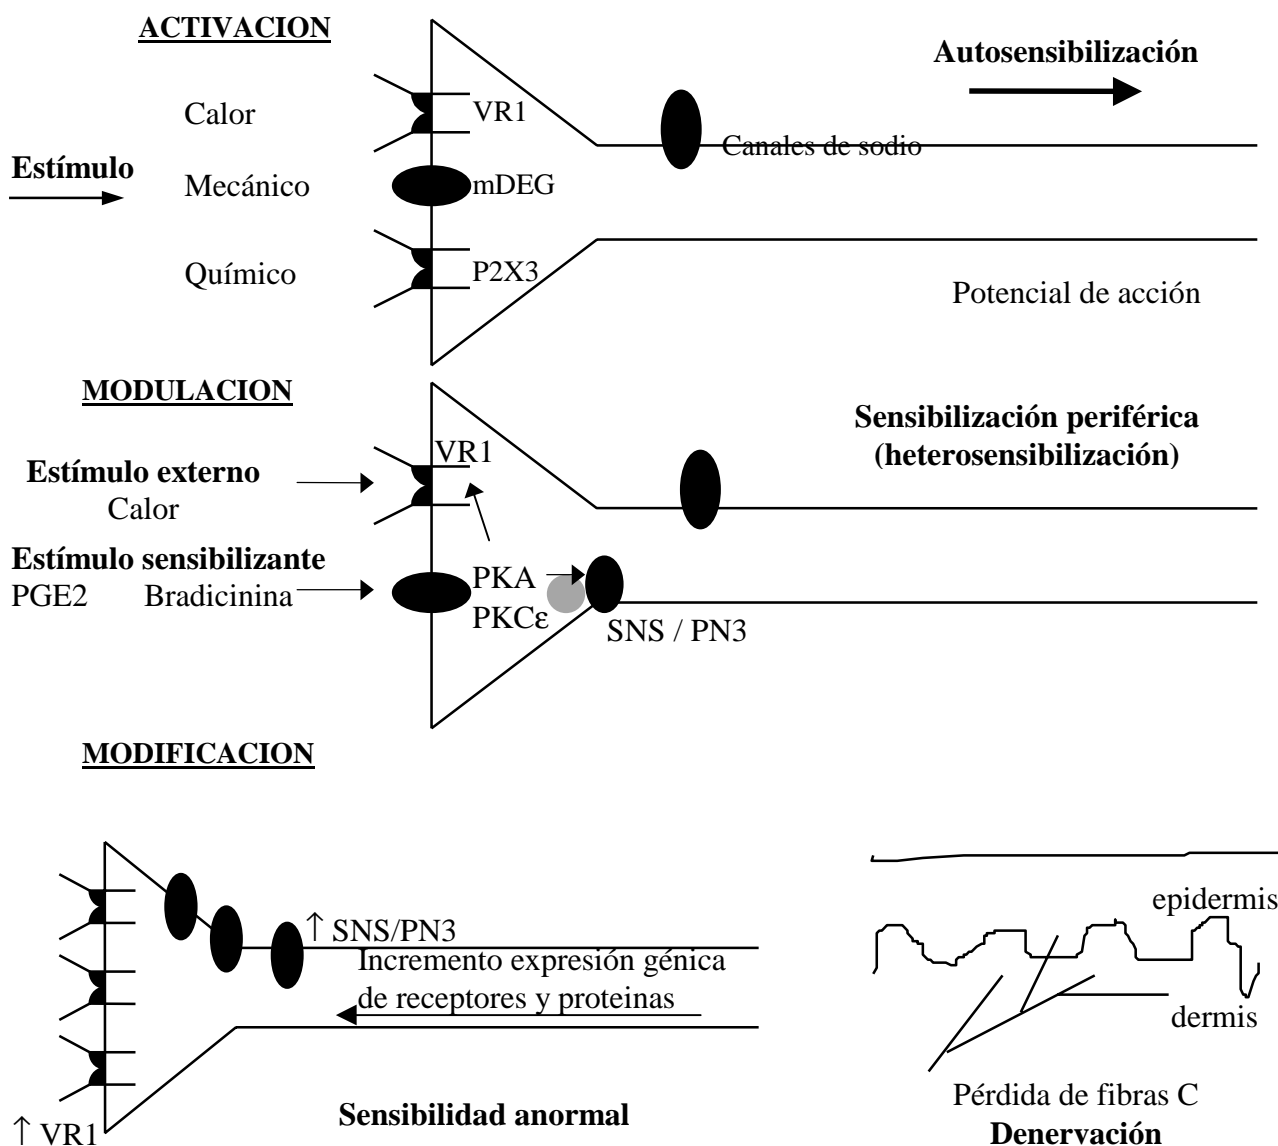 ACTIVACION
Autosensibilización
Calor
VR1
Canales de sodio
Estímulo
Mecánico
mDEG
Químico
P2X3
Potencial de acción
MODULACION
Sensibilización periférica
(heterosensibilización)
VR1
Estímulo externo
Calor
Estímulo sensibilizante
PGE2 Bradicinina
PKA
PKCε
SNS / PN3
MODIFICACION
↑ SNS/PN3
Incremento expresión génica
de receptores y proteinas
↑ VR1
Sensibilidad anormal
epidermis
dermis
Pérdida de fibras C
Denervación